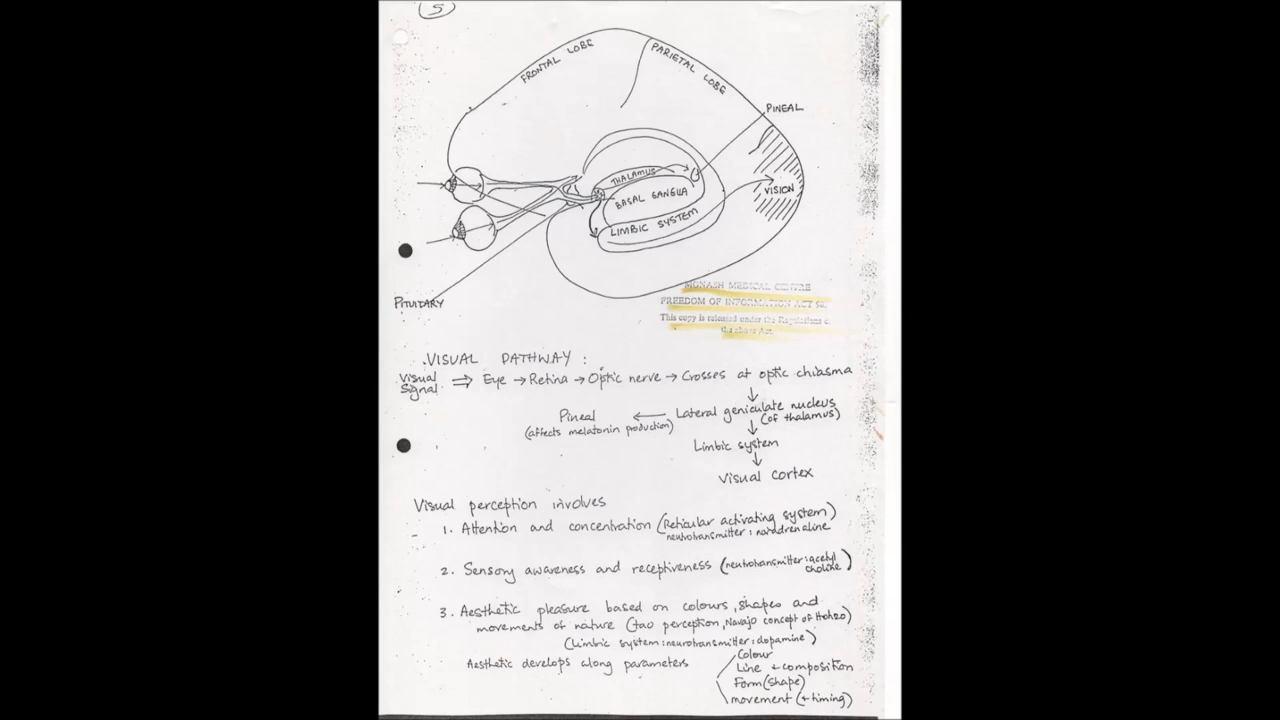 5
FRONTAL LOBE
PARIETAL LOBE
PINEAL
THALAMUS
BASAL GANGLIA
VISION
LIMBIC SYSTEM
PITUITARY
MONASH MEDICAL CENTRE
FREEDOM OF INFORMATION ACT
This copy is released under the Regulations
the above Act.
VISUAL PATHWAY :
Visual Signal ⇒ Eye → Retina → Optic nerve → Crosses at optic chiasma
↓
Pineal ← Lateral geniculate nucleus
(affects melatonin production) (of thalamus)
↓
Limbic system
↓
Visual cortex
Visual perception involves
1. Attention and concentration (Reticular activating system)
neutrotransmitter : noradrenaline
2. Sensory awareness and receptiveness (neutrotransmitter : acetyl
choline)
3. Aesthetic pleasure based on colours, shapes and
movements of nature (tao perception, Navajo concept of Hohzo)
(Limbic system : neurotransmitter : dopamine)
Aesthetic develops along parameters
Colour
Line + composition
Form (shape)
movement (+ timing)